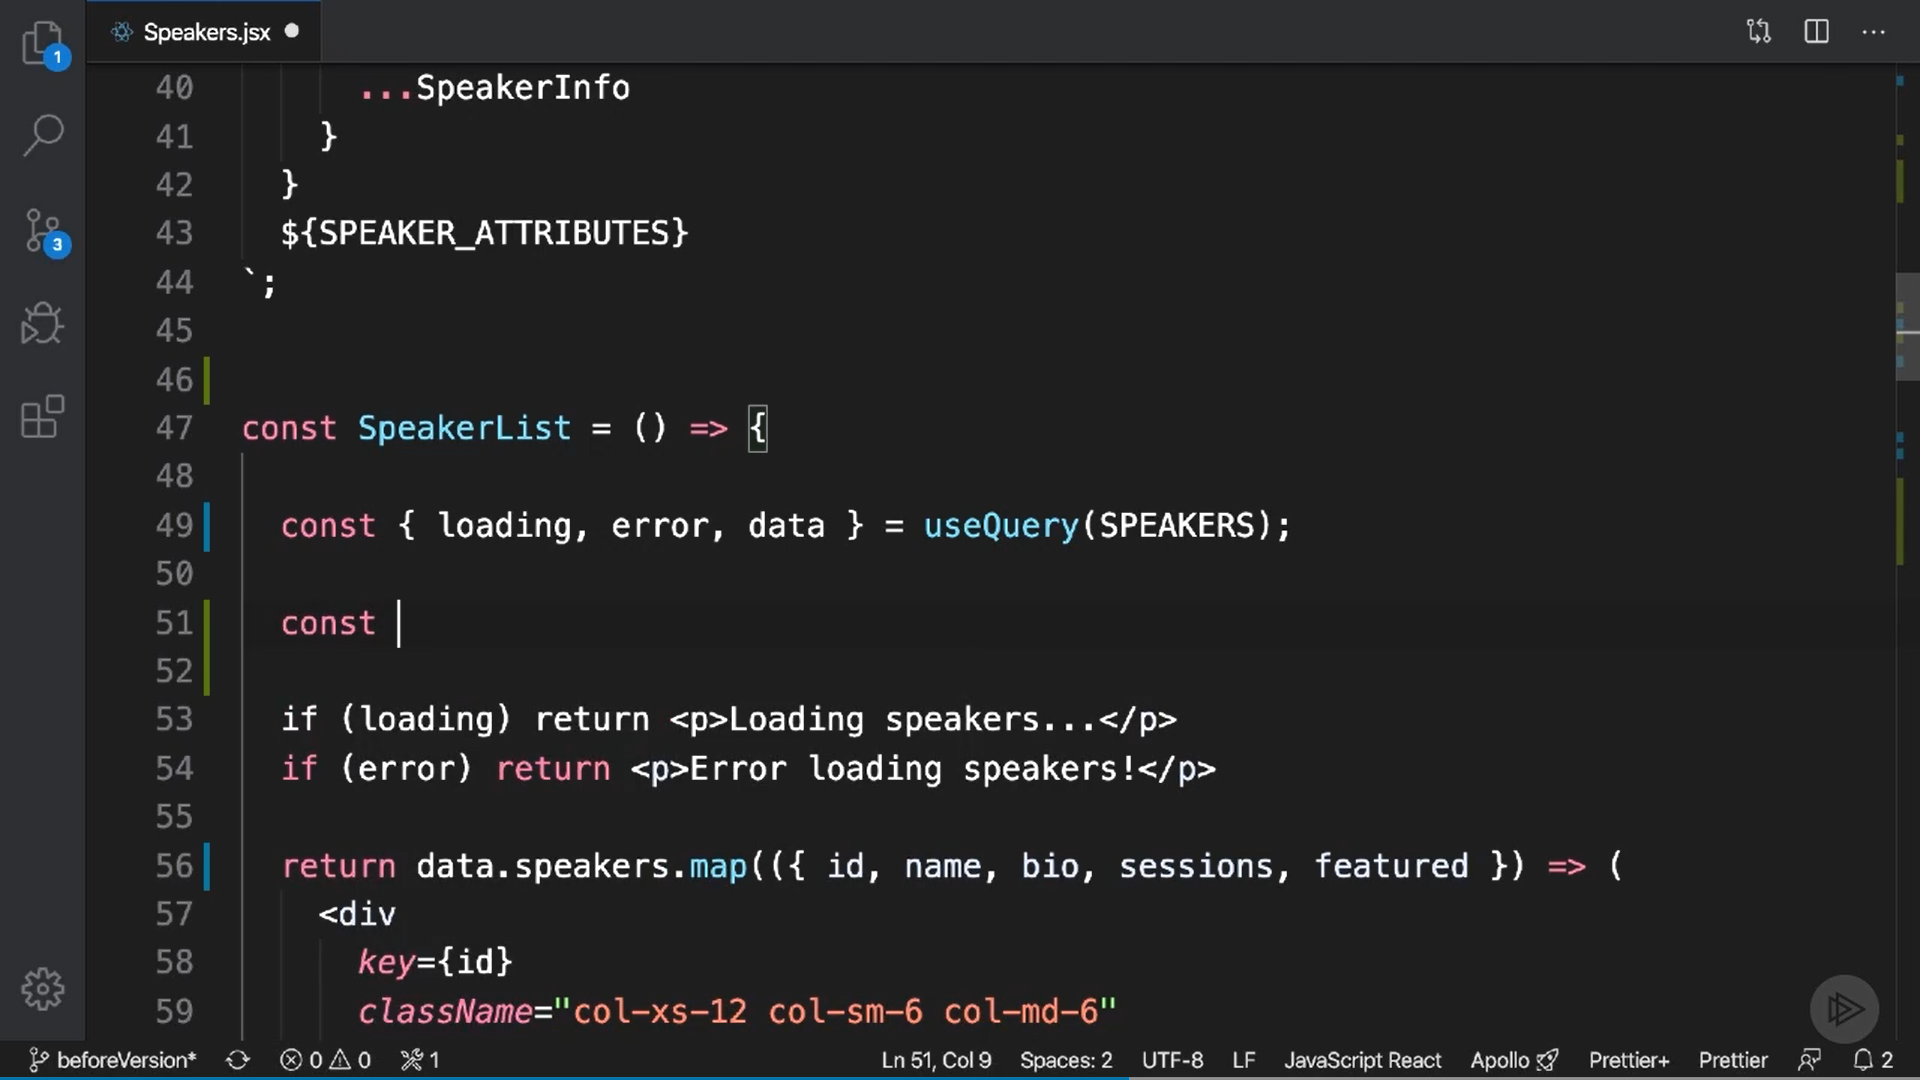 Speakers.jsx
1
40 ...SpeakerInfo
41 }
42 }
43 ${SPEAKER_ATTRIBUTES}
44 `;
45
46
47 const SpeakerList = () => {
48
49 const { loading, error, data } = useQuery(SPEAKERS);
50
51 const
52
53 if (loading) return <p>Loading speakers...</p>
54 if (error) return <p>Error loading speakers!</p>
55
56 return data.speakers.map(({ id, name, bio, sessions, featured }) => (
57 <div
58 key={id}
59 className="col-xs-12 col-sm-6 col-md-6"
3
beforeVersion* 0 0 1 Ln 51, Col 9 Spaces: 2 UTF-8 LF JavaScript React Apollo Prettier+ Prettier 2